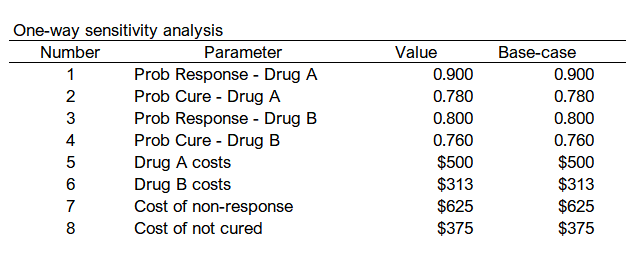 One-way sensitivity analysis
Number Parameter Value Base-case
1 Prob Response - Drug A 0.900 0.900
2 Prob Cure - Drug A 0.780 0.780
3 Prob Response - Drug B 0.800 0.800
4 Prob Cure - Drug B 0.760 0.760
5 Drug A costs $500 $500
6 Drug B costs $313 $313
7 Cost of non-response $625 $625
8 Cost of not cured $375 $375